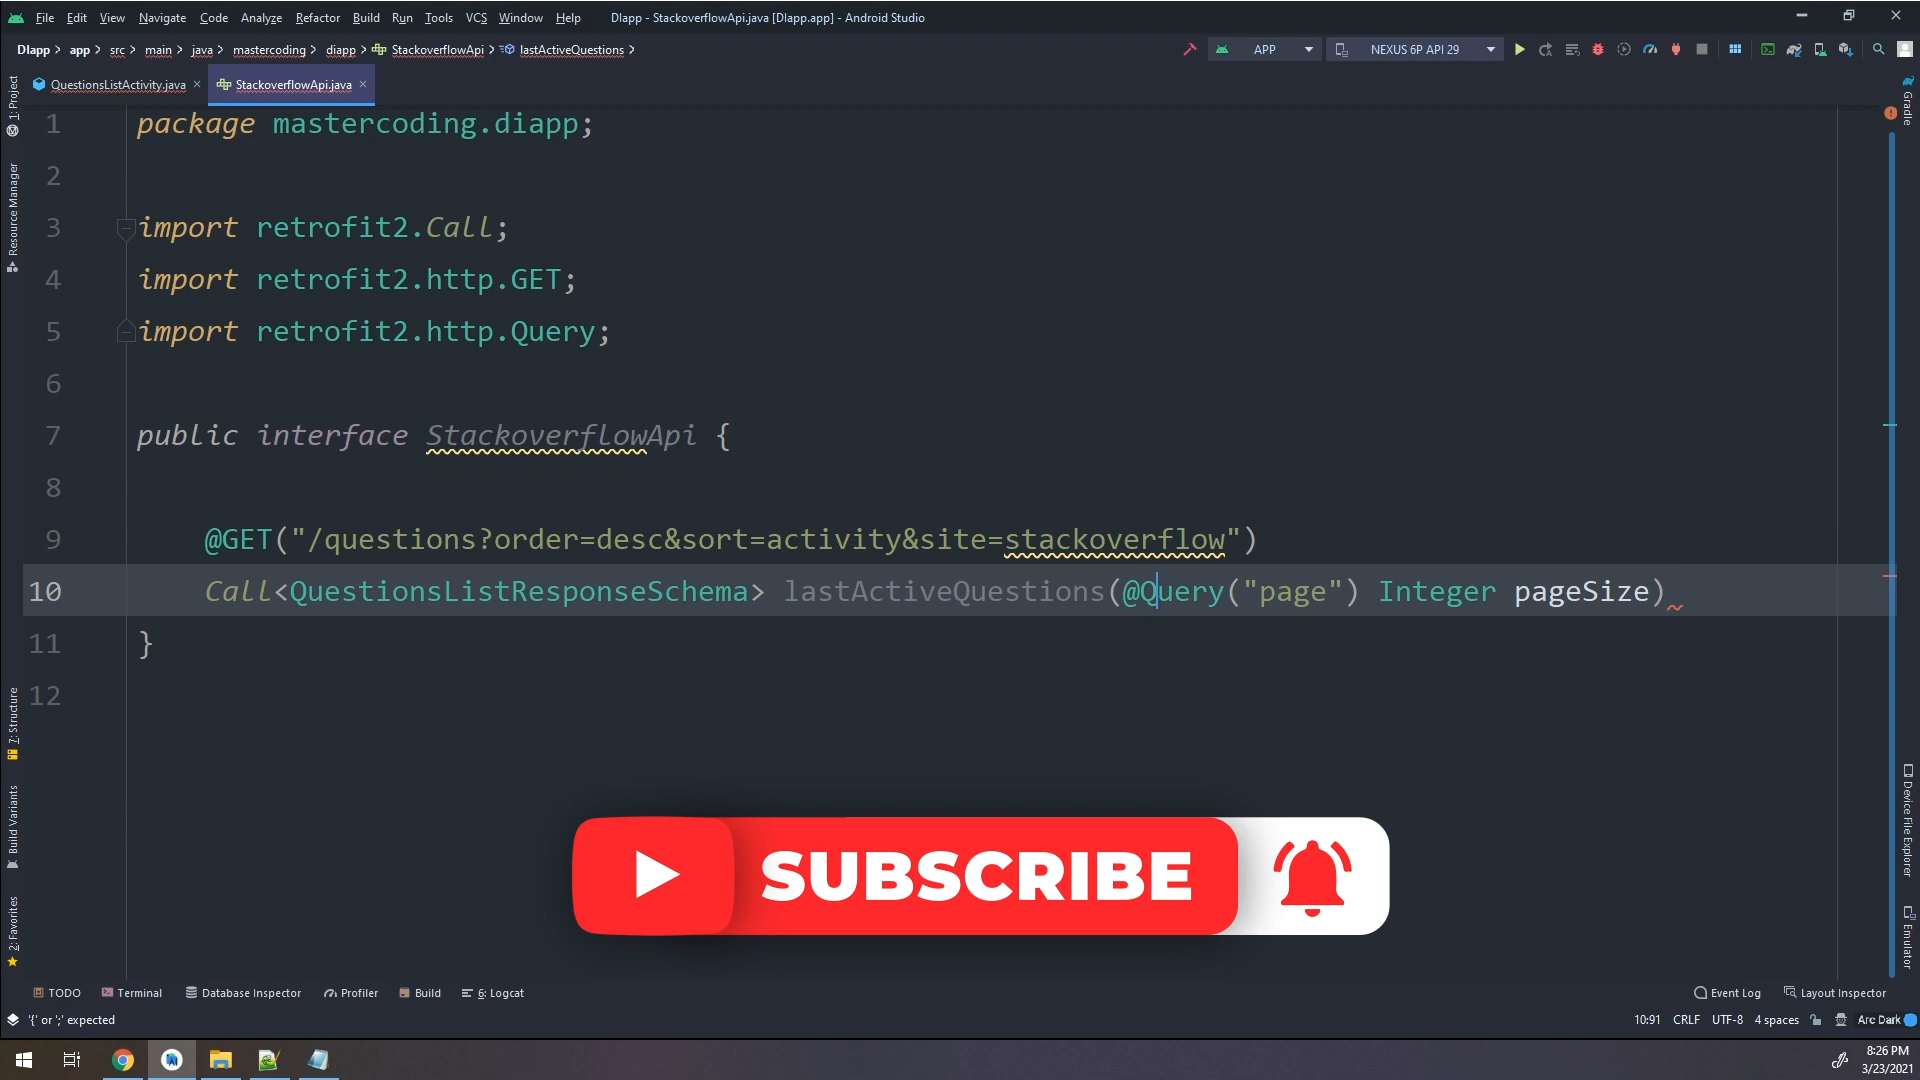 File Edit View Navigate Code Analyze Refactor Build Run Tools VCS Window Help DIapp - StackoverflowApi.java [DIapp.app] - Android Studio
DIapp app src main java mastercoding diapp StackoverflowApi lastActiveQuestions APP NEXUS 6P API 29
QuestionsListActivity.java StackoverflowApi.java
1 package mastercoding.diapp;
2
3 import retrofit2.Call;
4 import retrofit2.http.GET;
5 import retrofit2.http.Query;
6
7 public interface StackoverflowApi {
8
9 @GET("/questions?order=desc&sort=activity&site=stackoverflow")
10 Call<QuestionsListResponseSchema> lastActiveQuestions(@Query("page") Integer pageSize)
11 }
12
1: Project
Resource Manager
7: Structure
Build Variants
2: Favorites
Gradle
Device File Explorer
Emulator
SUBSCRIBE
TODO Terminal Database Inspector Profiler Build 6: Logcat Event Log Layout Inspector
'{' or ';' expected 10:91 CRLF UTF-8 4 spaces Arc Dark
8:26 PM
3/23/2021